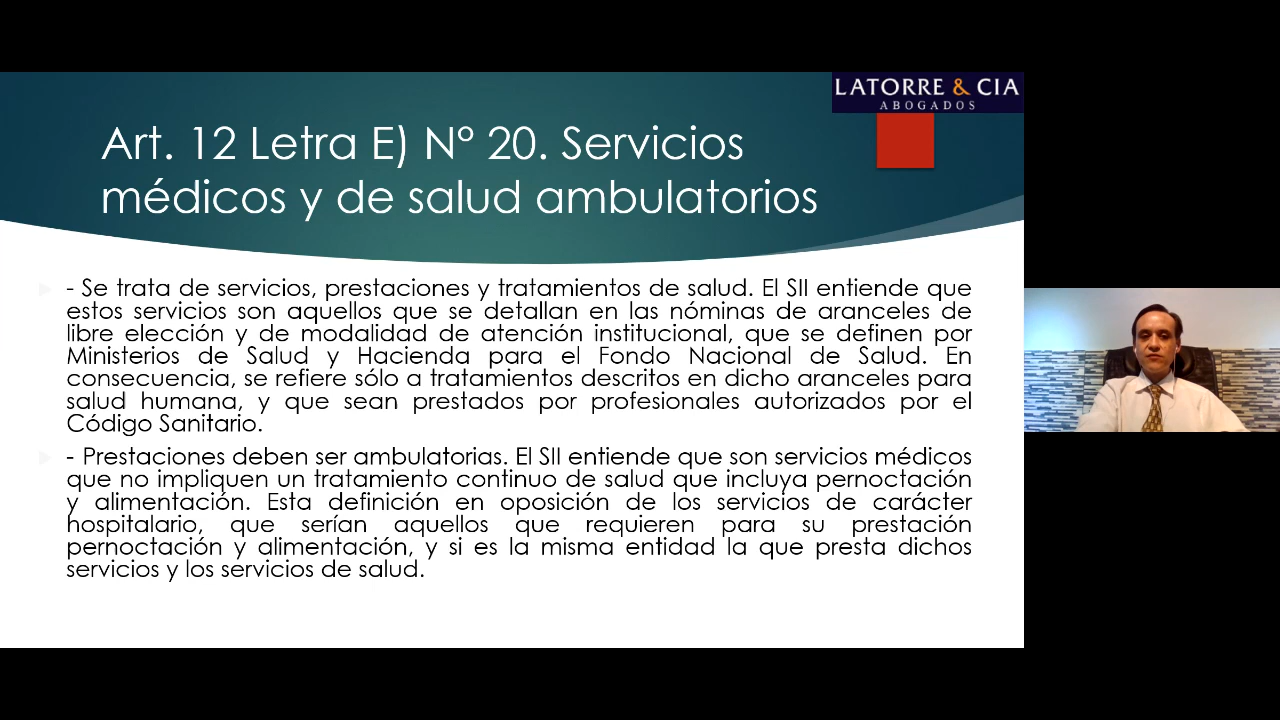 LATORRE & CIA
ABOGADOS
Art. 12 Letra E) N° 20. Servicios
médicos y de salud ambulatorios
- Se trata de servicios, prestaciones y tratamientos de salud. El SII entiende que
estos servicios son aquellos que se detallan en las nóminas de aranceles de
libre elección y de modalidad de atención institucional, que se definen por
Ministerios de Salud y Hacienda para el Fondo Nacional de Salud. En
consecuencia, se refiere sólo a tratamientos descritos en dicho aranceles para
salud humana, y que sean prestados por profesionales autorizados por el
Código Sanitario.
- Prestaciones deben ser ambulatorias. El SII entiende que son servicios médicos
que no impliquen un tratamiento continuo de salud que incluya pernoctación
y alimentación. Esta definición en oposición de los servicios de carácter
hospitalario, que serían aquellos que requieren para su prestación
pernoctación y alimentación, y si es la misma entidad la que presta dichos
servicios y los servicios de salud.